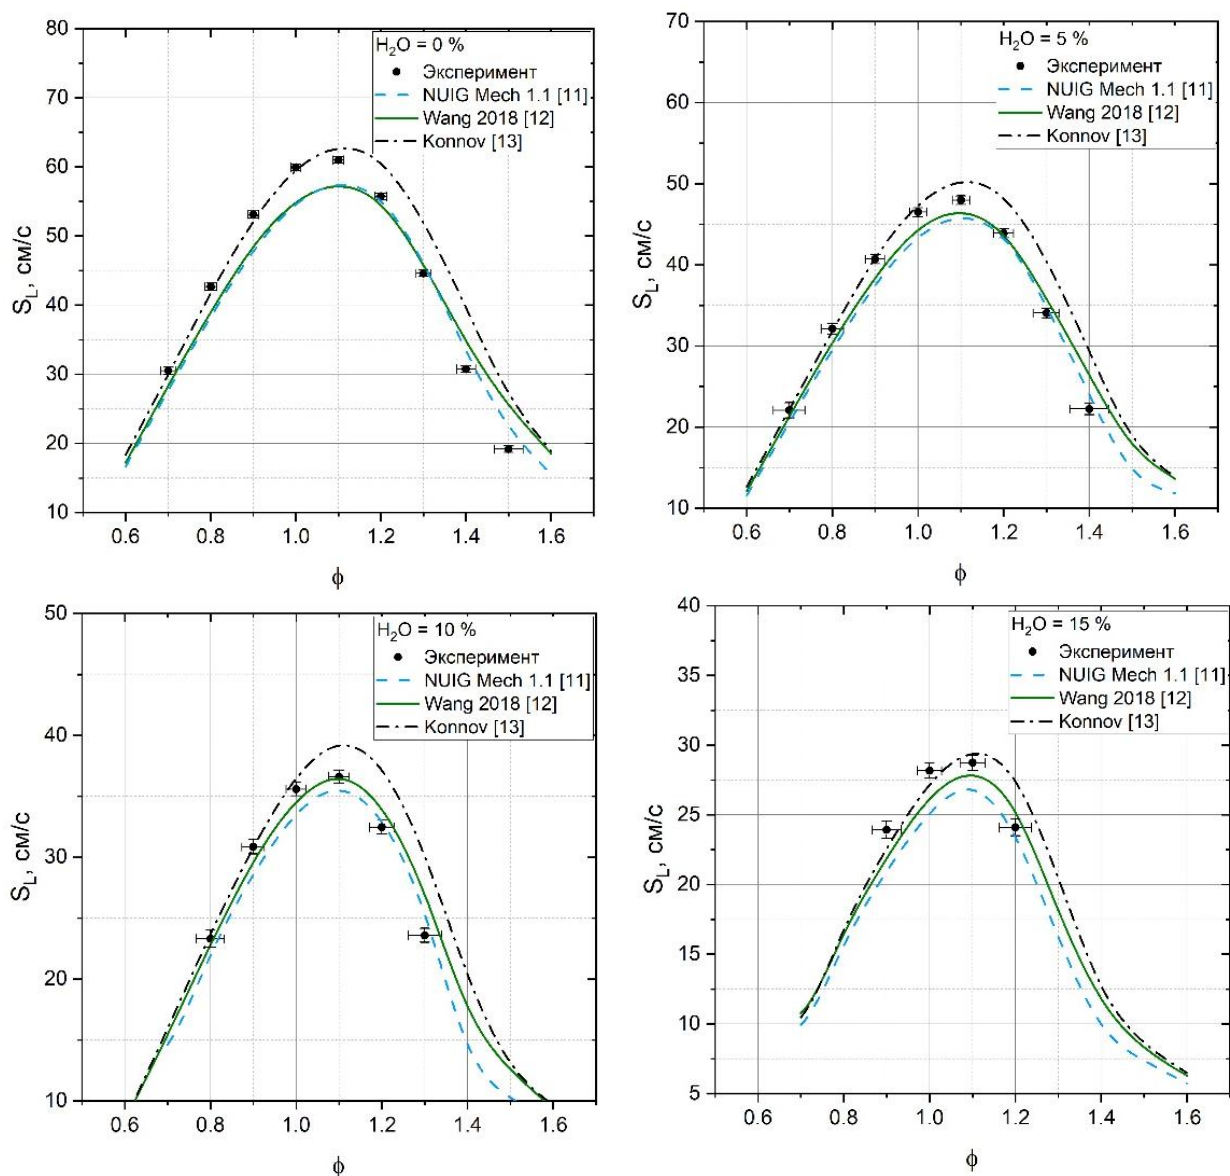 H₂O = 0 %
Эксперимент
NUIG Mech 1.1 [11]
Wang 2018 [12]
Konnov [13]
S_L, см/с
80
70
60
50
40
30
20
10
0.6 0.8 1.0 1.2 1.4 1.6
ϕ
H₂O = 5 %
Эксперимент
NUIG Mech 1.1 [11]
Wang 2018 [12]
Konnov [13]
S_L, см/с
70
60
50
40
30
20
10
0.6 0.8 1.0 1.2 1.4 1.6
ϕ
H₂O = 10 %
Эксперимент
NUIG Mech 1.1 [11]
Wang 2018 [12]
Konnov [13]
S_L, см/с
50
40
30
20
10
0.6 0.8 1.0 1.2 1.4 1.6
ϕ
H₂O = 15 %
Эксперимент
NUIG Mech 1.1 [11]
Wang 2018 [12]
Konnov [13]
S_L, см/с
40
35
30
25
20
15
10
5
0.6 0.8 1.0 1.2 1.4 1.6
ϕ